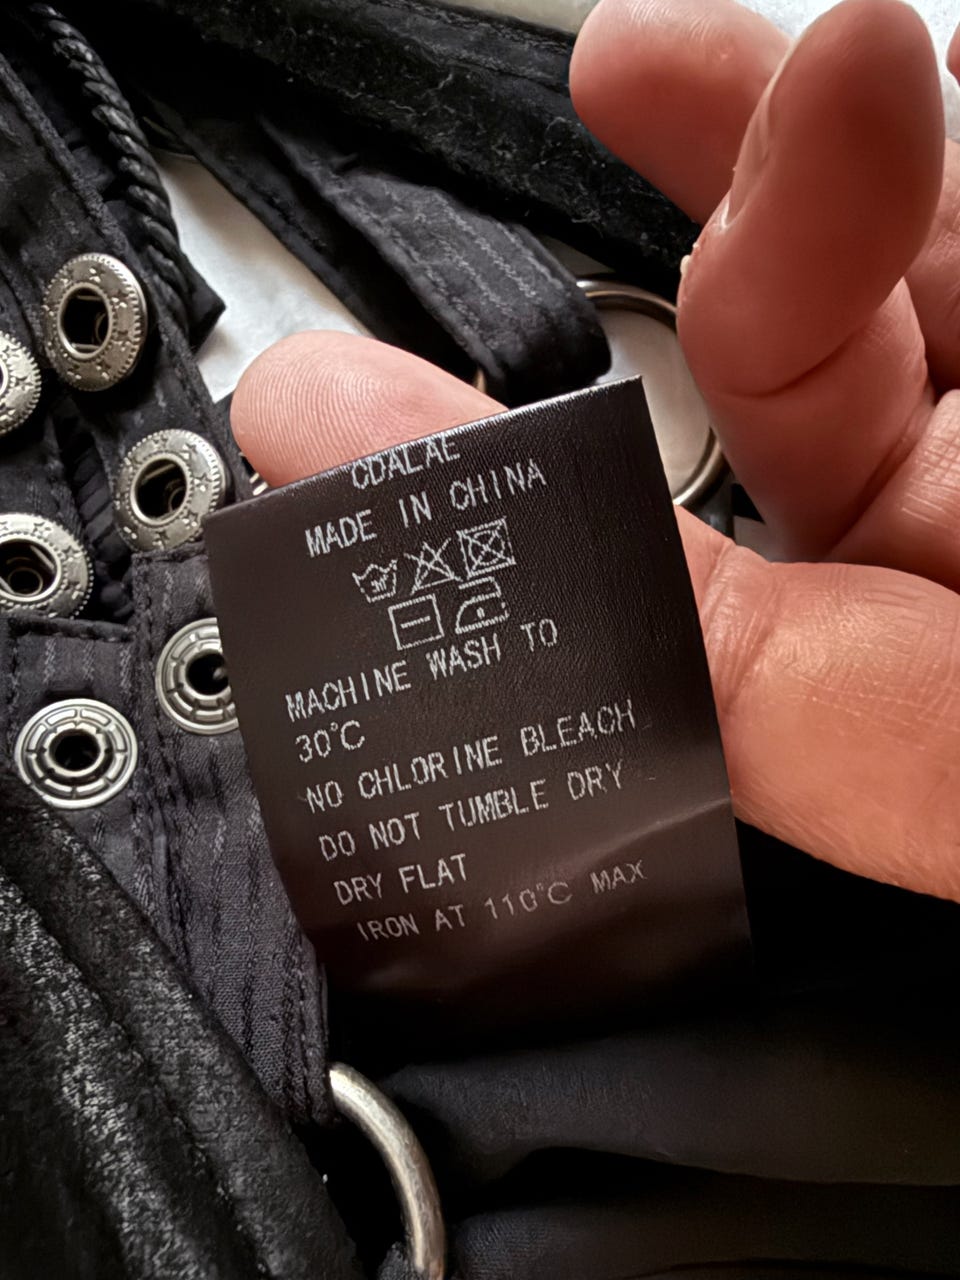 CDALAE
MADE IN CHINA
MACHINE WASH TO
30°C
NO CHLORINE BLEACH
DO NOT TUMBLE DRY
DRY FLAT
IRON AT 110°C MAX